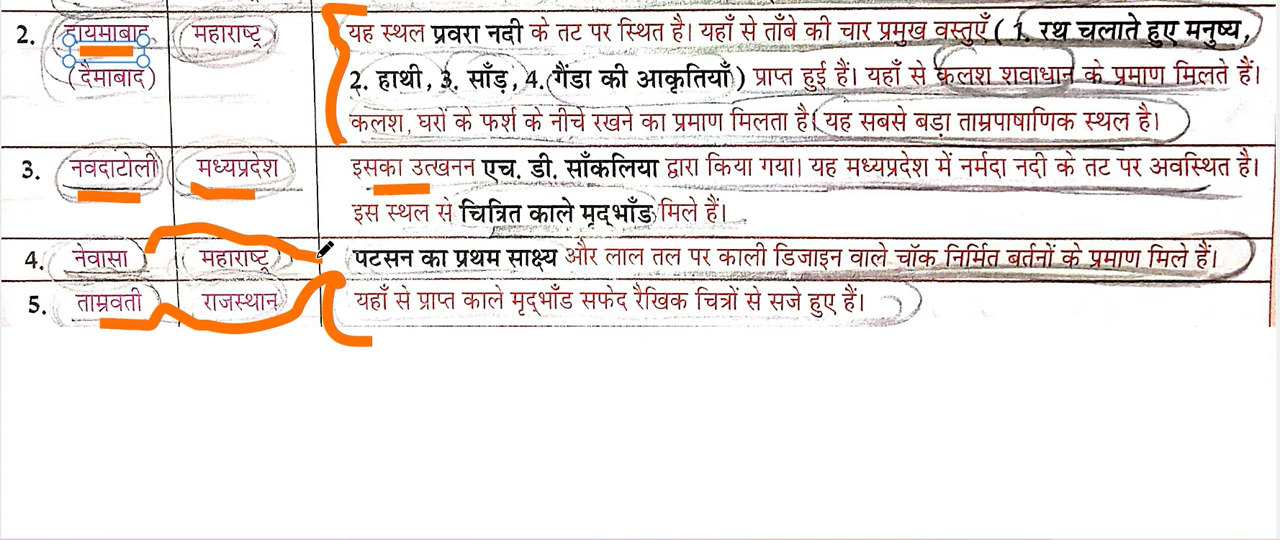 2. दायमाबाद महाराष्ट्र यह स्थल प्रवरा नदी के तट पर स्थित है। यहाँ से ताँबे की चार प्रमुख वस्तुएँ ( 1. रथ चलाते हुए मनुष्य,
(दैमाबाद) 2. हाथी, 3. साँड़, 4. गैंडा की आकृतियाँ ) प्राप्त हुई हैं। यहाँ से कलश शवाधान के प्रमाण मिलते हैं।
कलश, घरों के फर्श के नीचे रखने का प्रमाण मिलता है। यह सबसे बड़ा ताम्रपाषाणिक स्थल है।
3. नवदाटोली मध्यप्रदेश इसका उत्खनन एच. डी. साँकलिया द्वारा किया गया। यह मध्यप्रदेश में नर्मदा नदी के तट पर अवस्थित है।
इस स्थल से चित्रित काले मृद्‌भाँड मिले हैं।
4. नेवासा महाराष्ट्र पटसन का प्रथम साक्ष्य और लाल तल पर काली डिजाइन वाले चॉक निर्मित बर्तनों के प्रमाण मिले हैं।
5. ताम्रवती राजस्थान यहाँ से प्राप्त काले मृद्‌भाँड सफेद रैखिक चित्रों से सजे हुए हैं।